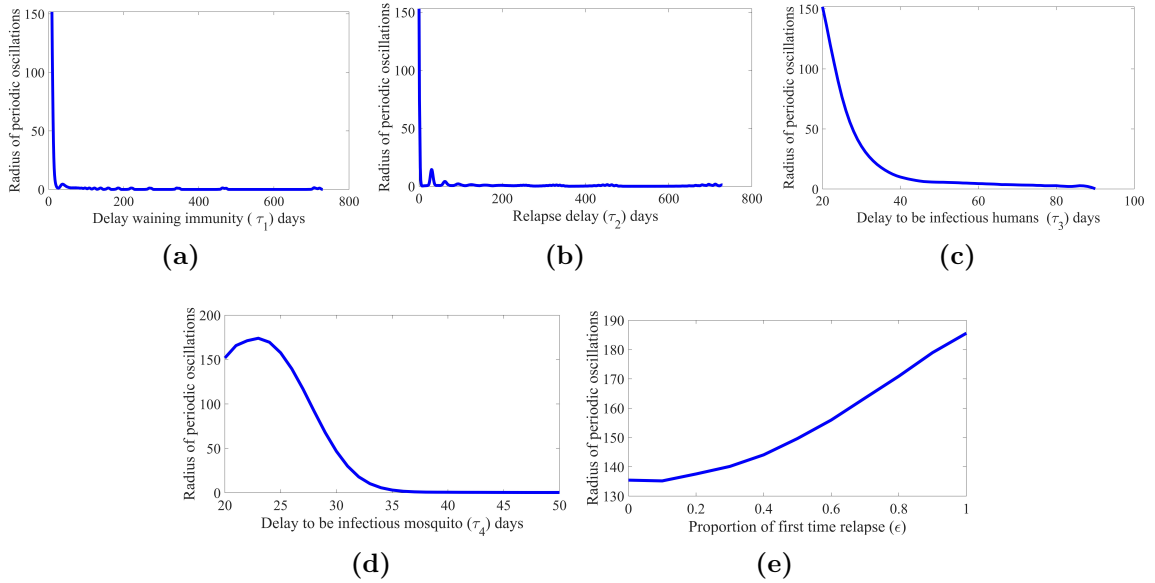 Radius of periodic oscillations
150
100
50
0
0 200 400 600 800
Delay waining immunity ( τ1) days
(a)
Radius of periodic oscillations
150
100
50
0
0 200 400 600 800
Relapse delay (τ2) days
(b)
Radius of periodic oscillations
150
100
50
0
20 40 60 80 100
Delay to be infectious humans (τ3) days
(c)
Radius of periodic oscillations
200
150
100
50
0
20 25 30 35 40 45 50
Delay to be infectious mosquito (τ4) days
(d)
Radius of periodic oscillations
190
180
170
160
150
140
130
0 0.2 0.4 0.6 0.8 1
Proportion of first time relapse (ϵ)
(e)